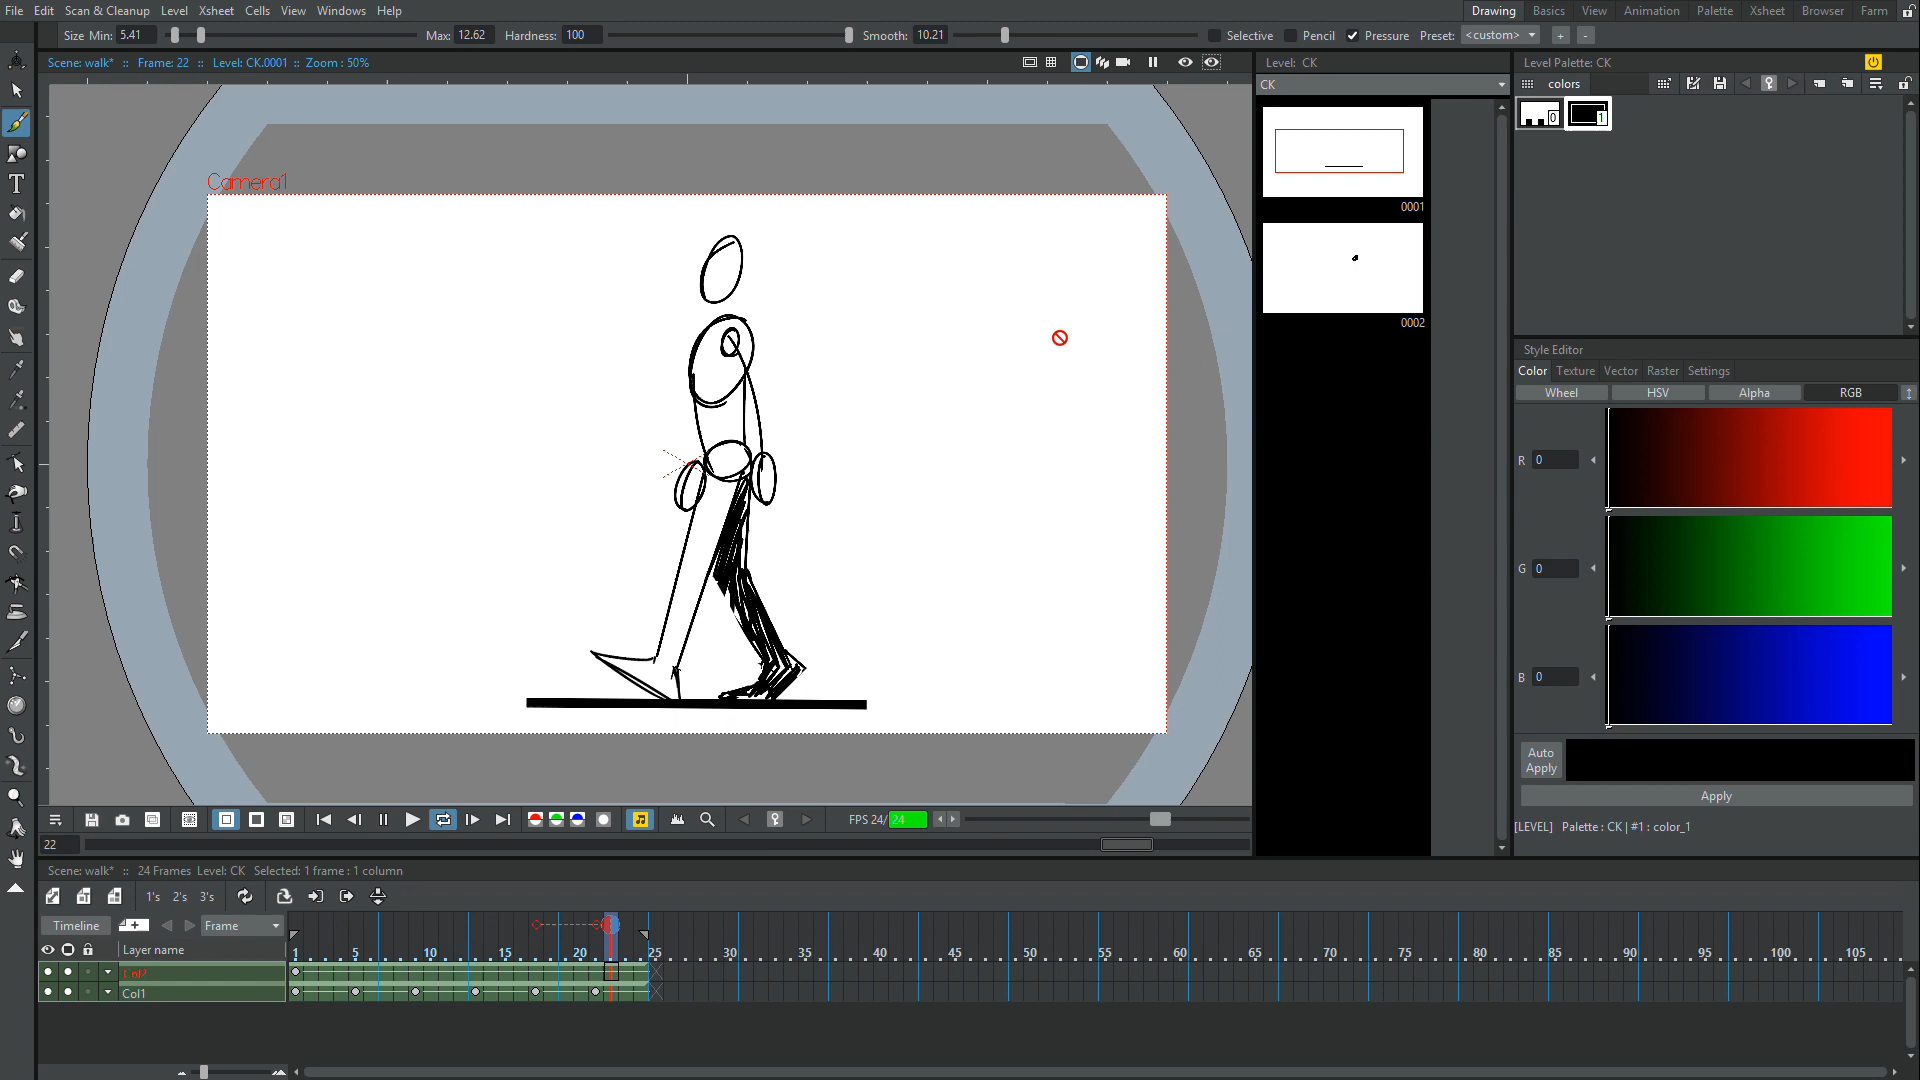 File Edit Scan & Cleanup Level Xsheet Cells View Windows Help
Drawing Basics View Animation Palette Xsheet Browser Farm
Size Min: 5.41 Max: 12.62 Hardness: 100 Smooth: 10.21 Selective Pencil Pressure Preset: <custom> + -
Scene: walk* :: Frame: 22 :: Level: CK.0001 :: Zoom : 50%
Level: CK
Level Palette: CK
CK
colors
0 1
Camera1
0001
0002
Style Editor
Color Texture Vector Raster Settings
Wheel HSV Alpha RGB
R 0
G 0
B 0
Auto Apply
Apply
[LEVEL] Palette : CK | #1 : color_1
FPS 24/ 24
22
Scene: walk* :: 24 Frames Level: CK Selected: 1 frame : 1 column
1's 2's 3's
Timeline Frame
Layer name
1 5 10 15 20 25 30 35 40 45 50 55 60 65 70 75 80 85 90 95 100 105
Col2
Col1